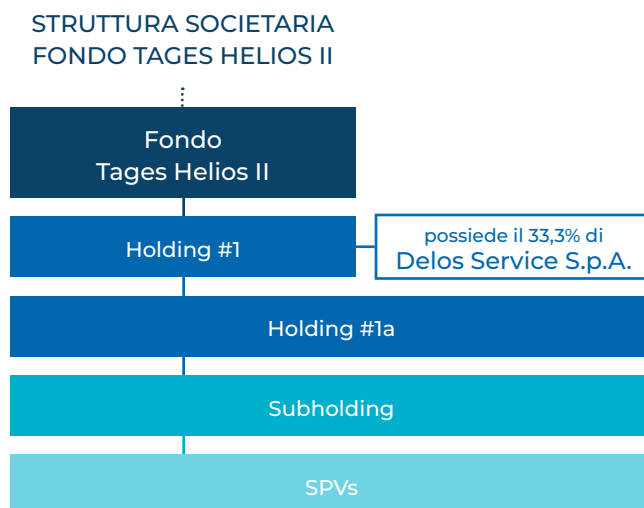 STRUTTURA SOCIETARIA
FONDO TAGES HELIOS II
Fondo
Tages Helios II
Holding #1
possiede il 33,3% di
Delos Service S.p.A.
Holding #1a
Subholding
SPVs